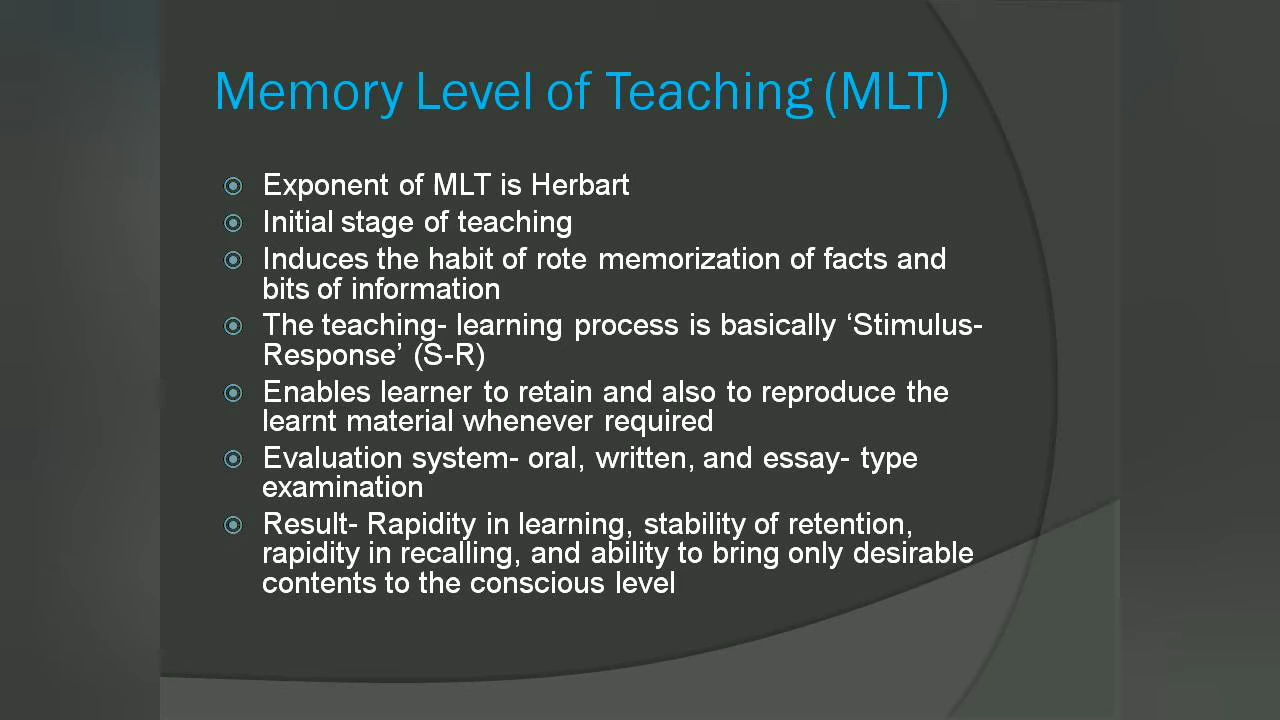 Memory Level of Teaching (MLT)
Exponent of MLT is Herbart
Initial stage of teaching
Induces the habit of rote memorization of facts and
bits of information
The teaching- learning process is basically ‘Stimulus-
Response’ (S-R)
Enables learner to retain and also to reproduce the
learnt material whenever required
Evaluation system- oral, written, and essay- type
examination
Result- Rapidity in learning, stability of retention,
rapidity in recalling, and ability to bring only desirable
contents to the conscious level